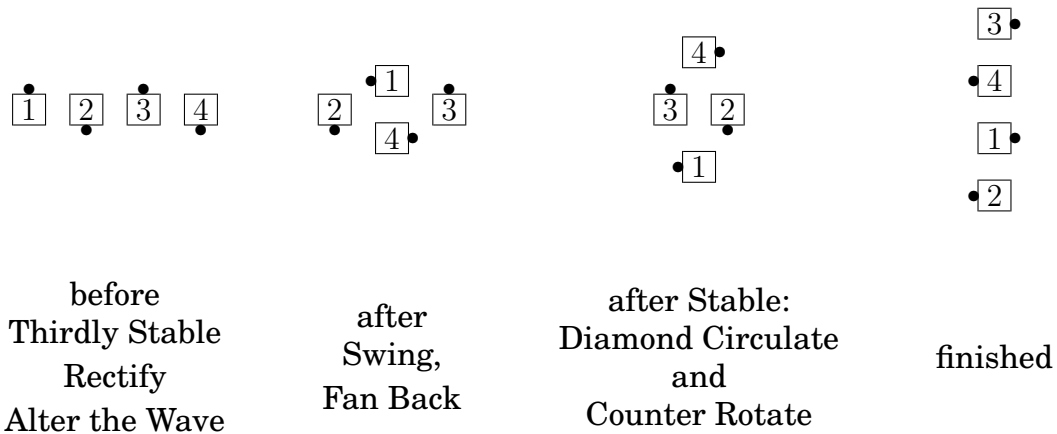 1 2 3 4
1
2 3
4
4
3 2
1
3
4
1
2
before
Thirdly Stable
Rectify
Alter the Wave
after
Swing,
Fan Back
after Stable:
Diamond Circulate
and
Counter Rotate
finished